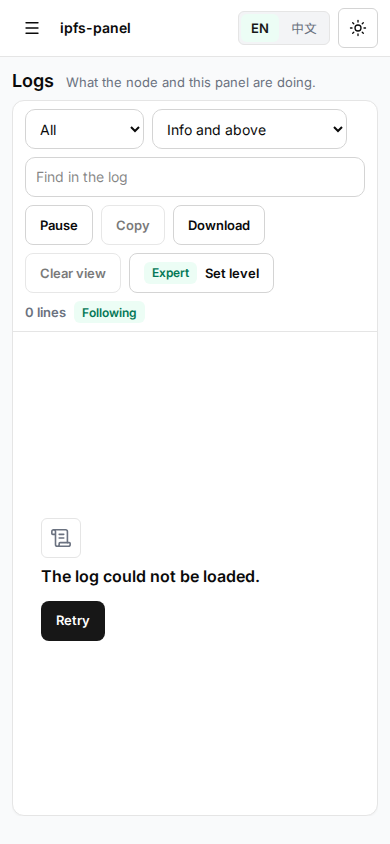 ipfs-panel EN 中文
Logs What the node and this panel are doing.
All Info and above
Find in the log
Pause Copy Download
Clear view Expert Set level
0 lines Following
The log could not be loaded.
Retry